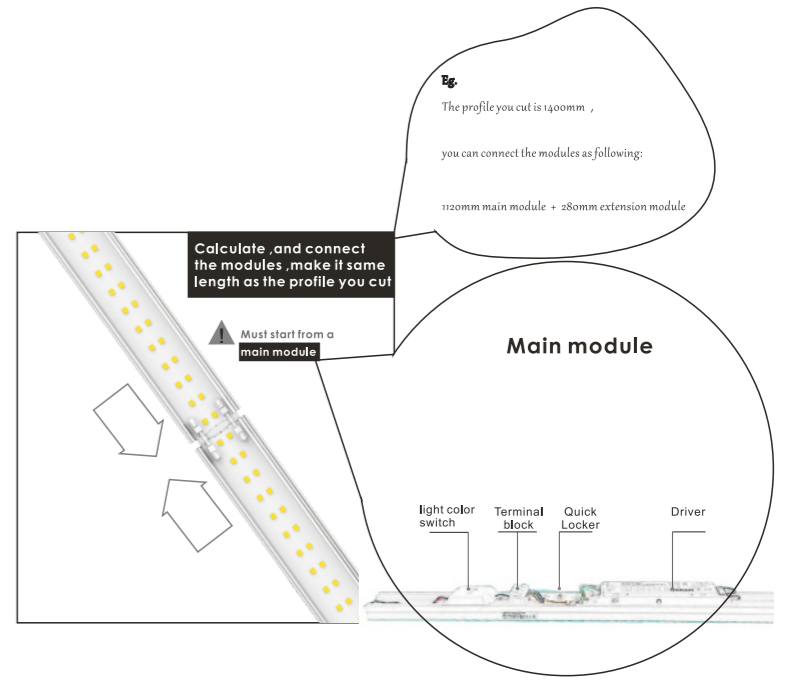 Eg.
The profile you cut is 1400mm ,
you can connect the modules as following:
1120mm main module + 280mm extension module
Calculate ,and connect
the modules ,make it same
length as the profile you cut
Must start from a
main module
Main module
light color
switch
Terminal
block
Quick
Locker
Driver